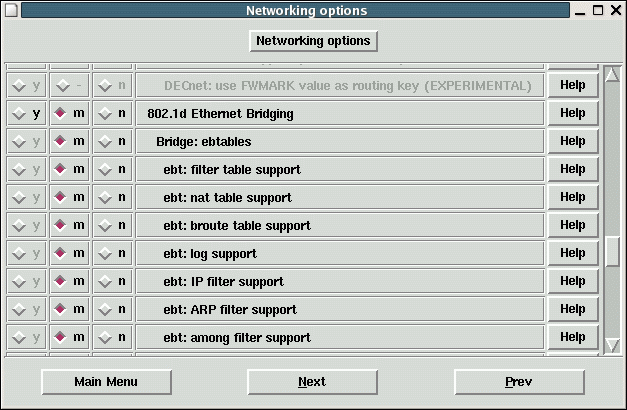 Networking options
Networking options
y - n DECnet: use FWMARK value as routing key (EXPERIMENTAL) Help
y m n 802.1d Ethernet Bridging Help
y m n Bridge: ebtables Help
y m n ebt: filter table support Help
y m n ebt: nat table support Help
y m n ebt: broute table support Help
y m n ebt: log support Help
y m n ebt: IP filter support Help
y m n ebt: ARP filter support Help
y m n ebt: among filter support Help
Main Menu Next Prev